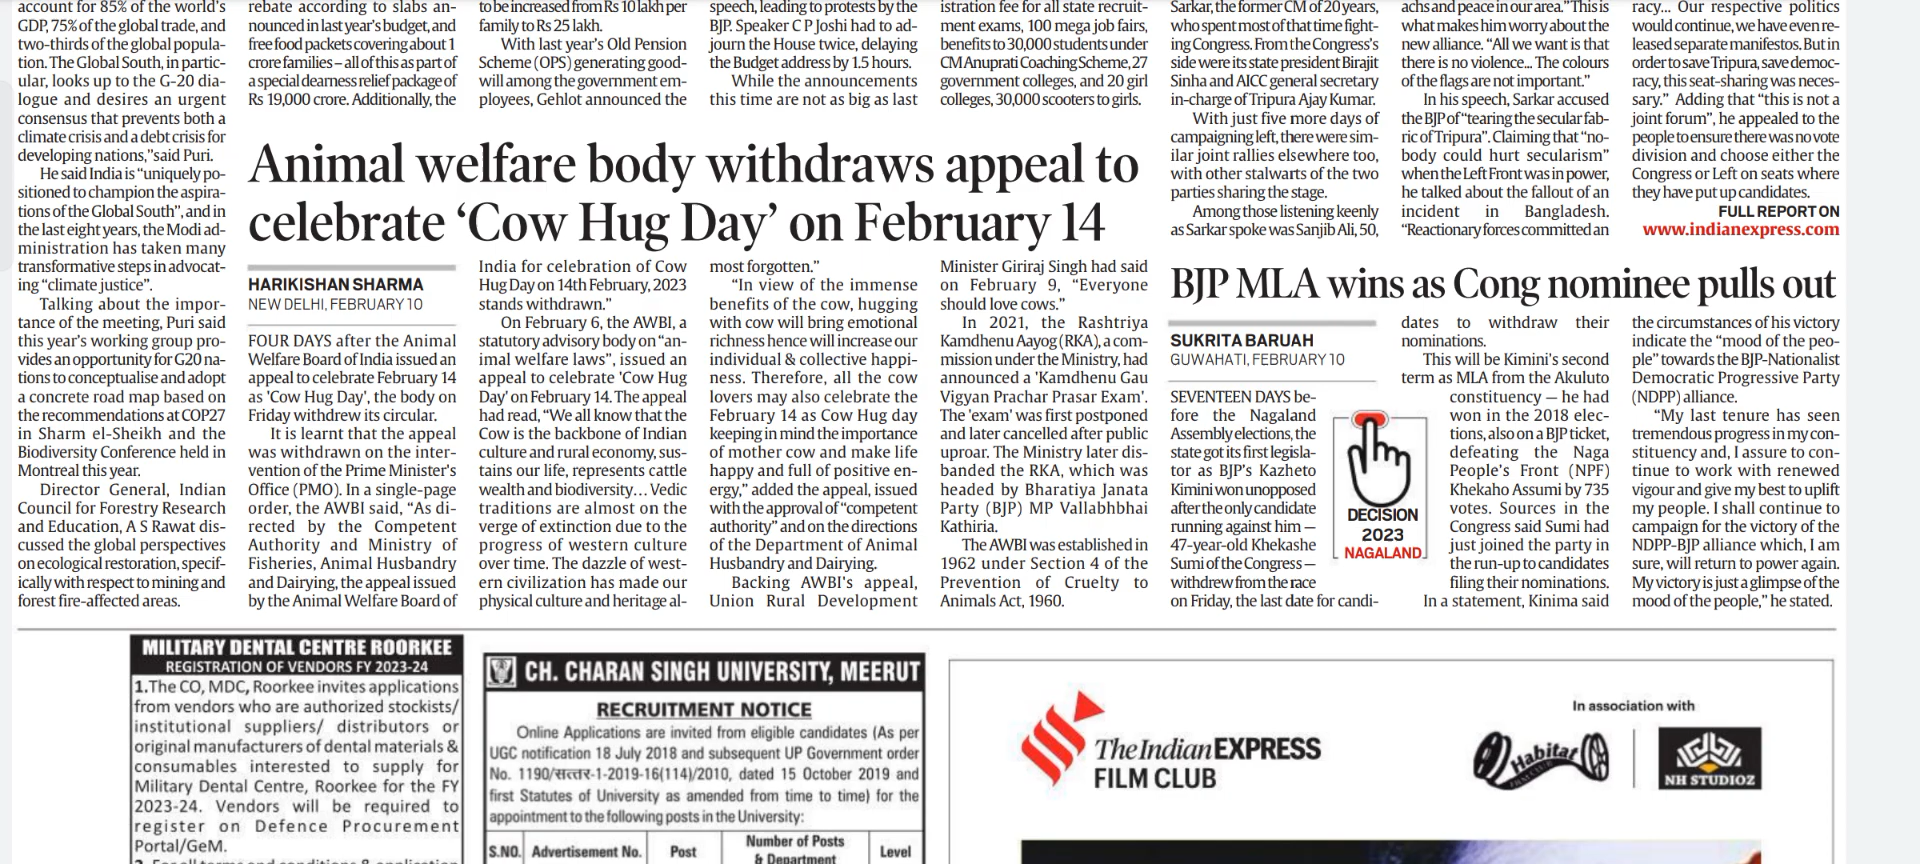 account for 85% of the world's
GDP, 75% of the global trade, and
two-thirds of the global popula-
tion. The Global South, in partic-
ular, looks up to the G-20 dia-
logue and desires an urgent
consensus that prevents both a
climate crisis and a debt crisis for
developing nations,"said Puri.
He said India is "uniquely po-
sitioned to champion the aspira-
tions of the Global South", and in
the last eight years, the Modi ad-
ministration has taken many
transformative steps in advocat-
ing "climate justice".
Talking about the impor-
tance of the meeting, Puri said
this year's working group pro-
vides an opportunity for G20 na-
tions to conceptualise and adopt
a concrete road map based on
the recommendations at COP27
in Sharm el-Sheikh and the
Biodiversity Conference held in
Montreal this year.
Director General, Indian
Council for Forestry Research
and Education, A S Rawat dis-
cussed the global perspectives
on ecological restoration, specif-
ically with respect to mining and
forest fire-affected areas.
rebate according to slabs an-
nounced in last year's budget, and
free food packets covering about 1
crore families – all of this as part of
a special dearness relief package of
Rs 19,000 crore. Additionally, the
to be increased from Rs 10 lakh per
family to Rs 25 lakh.
With last year's Old Pension
Scheme (OPS) generating good-
will among the government em-
ployees, Gehlot announced the
speech, leading to protests by the
BJP. Speaker C P Joshi had to ad-
journ the House twice, delaying
the Budget address by 1.5 hours.
While the announcements
this time are not as big as last
istration fee for all state recruit-
ment exams, 100 mega job fairs,
benefits to 30,000 students under
CM Anuprati Coaching Scheme, 27
government colleges, and 20 girl
colleges, 30,000 scooters to girls.
Animal welfare body withdraws appeal to
celebrate 'Cow Hug Day' on February 14
HARIKISHAN SHARMA
NEW DELHI, FEBRUARY 10
FOUR DAYS after the Animal
Welfare Board of India issued an
appeal to celebrate February 14
as 'Cow Hug Day', the body on
Friday withdrew its circular.
It is learnt that the appeal
was withdrawn on the inter-
vention of the Prime Minister's
Office (PMO). In a single-page
order, the AWBI said, "As di-
rected by the Competent
Authority and Ministry of
Fisheries, Animal Husbandry
and Dairying, the appeal issued
by the Animal Welfare Board of
India for celebration of Cow
Hug Day on 14th February, 2023
stands withdrawn."
On February 6, the AWBI, a
statutory advisory body on "an-
imal welfare laws", issued an
appeal to celebrate 'Cow Hug
Day' on February 14. The appeal
had read, "We all know that the
Cow is the backbone of Indian
culture and rural economy, sus-
tains our life, represents cattle
wealth and biodiversity... Vedic
traditions are almost on the
verge of extinction due to the
progress of western culture
over time. The dazzle of west-
ern civilization has made our
physical culture and heritage al-
most forgotten."
"In view of the immense
benefits of the cow, hugging
with cow will bring emotional
richness hence will increase our
individual & collective happi-
ness. Therefore, all the cow
lovers may also celebrate the
February 14 as Cow Hug day
keeping in mind the importance
of mother cow and make life
happy and full of positive en-
ergy," added the appeal, issued
with the approval of "competent
authority" and on the directions
of the Department of Animal
Husbandry and Dairying.
Backing AWBI's appeal,
Union Rural Development
Minister Giriraj Singh had said
on February 9, "Everyone
should love cows."
In 2021, the Rashtriya
Kamdhenu Aayog (RKA), a com-
mission under the Ministry, had
announced a 'Kamdhenu Gau
Vigyan Prachar Prasar Exam'.
The 'exam' was first postponed
and later cancelled after public
uproar. The Ministry later dis-
banded the RKA, which was
headed by Bharatiya Janata
Party (BJP) MP Vallabhbhai
Kathiria.
The AWBI was established in
1962 under Section 4 of the
Prevention of Cruelty to
Animals Act, 1960.
Sarkar, the former CM of 20 years,
who spent most of that time fight-
ing Congress. From the Congress's
side were its state president Birajit
Sinha and AICC general secretary
in-charge of Tripura Ajay Kumar.
With just five more days of
campaigning left, there were sim-
ilar joint rallies elsewhere too,
with other stalwarts of the two
parties sharing the stage.
Among those listening keenly
as Sarkar spoke was Sanjib Ali, 50,
achs and peace in our area." This is
what makes him worry about the
new alliance. "All we want is that
there is no violence... The colours
of the flags are not important."
In his speech, Sarkar accused
the BJP of "tearing the secular fab-
ric of Tripura". Claiming that "no-
body could hurt secularism"
when the Left Front was in power,
he talked about the fallout of an
incident in Bangladesh.
"Reactionary forces committed an
racy... Our respective politics
would continue, we have even re-
leased separate manifestos. But in
order to save Tripura, save democ-
racy, this seat-sharing was neces-
sary." Adding that "this is not a
joint forum", he appealed to the
people to ensure there was no vote
division and choose either the
Congress or Left on seats where
they have put up candidates.
FULL REPORT ON
www.indianexpress.com
BJP MLA wins as Cong nominee pulls out
SUKRITA BARUAH
GUWAHATI, FEBRUARY 10
SEVENTEEN DAYS be-
fore the Nagaland
Assembly elections, the
state got its first legisla-
tor as BJP's Kazheto
Kimini won unopposed
after the only candidate
running against him —
47-year-old Khekashe
Sumi of the Congress —
withdrew from the race
on Friday, the last date for candi-
DECISION
2023
NAGALAND
dates to withdraw their
nominations.
This will be Kimini's second
term as MLA from the Akuluto
constituency — he had
won in the 2018 elec-
tions, also on a BJP ticket,
defeating the Naga
People's Front (NPF)
Khekaho Assumi by 735
votes. Sources in the
Congress said Sumi had
just joined the party in
the run-up to candidates
filing their nominations.
In a statement, Kinima said
the circumstances of his victory
indicate the "mood of the peo-
ple" towards the BJP-Nationalist
Democratic Progressive Party
(NDPP) alliance.
"My last tenure has seen
tremendous progress in my con-
stituency and, I assure to con-
tinue to work with renewed
vigour and give my best to uplift
my people. I shall continue to
campaign for the victory of the
NDPP-BJP alliance which, I am
sure, will return to power again.
My victory is just a glimpse of the
mood of the people," he stated.
MILITARY DENTAL CENTRE ROORKEE
REGISTRATION OF VENDORS FY 2023-24
1.The CO, MDC, Roorkee invites applications
from vendors who are authorized stockists/
institutional suppliers/ distributors or
original manufacturers of dental materials &
consumables interested to supply for
Military Dental Centre, Roorkee for the FY
2023-24. Vendors will be required to
register on Defence Procurement
Portal/GeM.
CH. CHARAN SINGH UNIVERSITY, MEERUT
RECRUITMENT NOTICE
Online Applications are invited from eligible candidates (As per
UGC notification 18 July 2018 and subsequent UP Government order
No. 1190/सत्तर-1-2019-16(114)/2010, dated 15 October 2019 and
first Statutes of University as amended from time to time) for the
appointment to the following posts in the University:
S.NO. Advertisement No. Post Number of Posts & Department Level
The Indian EXPRESS
FILM CLUB
In association with
Habitat
NH STUDIOZ